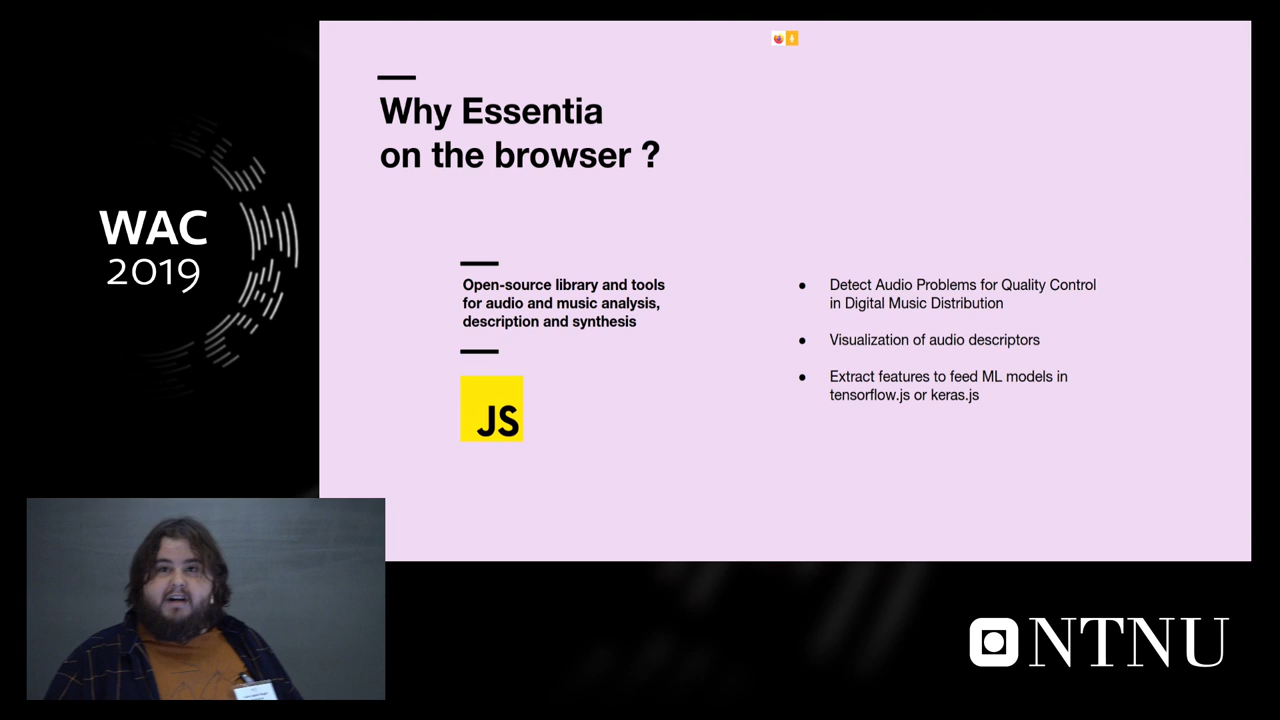 WAC
2019
Why Essentia
on the browser ?
Open-source library and tools
for audio and music analysis,
description and synthesis
JS
● Detect Audio Problems for Quality Control
in Digital Music Distribution
● Visualization of audio descriptors
● Extract features to feed ML models in
tensorflow.js or keras.js
NTNU